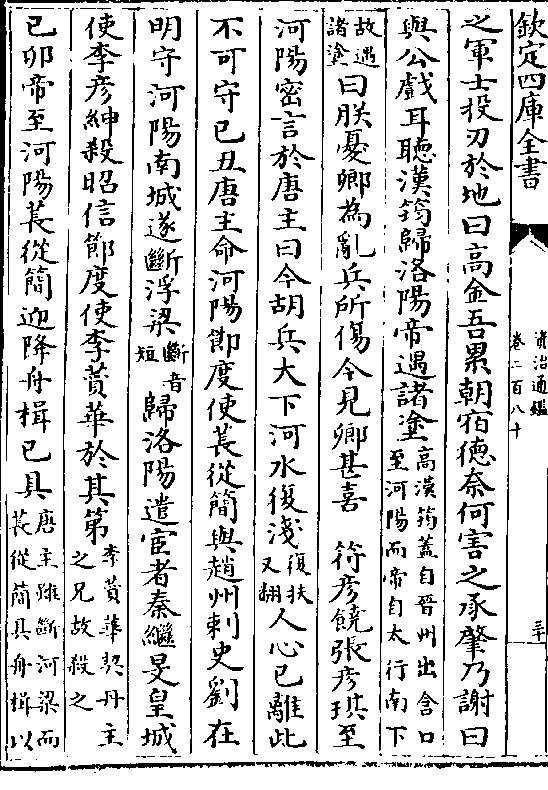 欽定四庫全書
資治通鑑
卷二百八十
三十
之軍士投刃於地曰高金吾累朝宿徳奈何害之承肇乃謝曰
與公戲耳聽漢筠歸洛陽帝遇諸塗高漢筠蓋自晉州出含口
至河陽而帝自太行南下
故遇
諸塗曰朕憂卿為亂兵所傷今見卿甚喜 符彦饒張彦琪至
河陽密言於唐主曰今胡兵大下河水復淺復扶
又翻人心已離此
不可守已丑唐主命河陽節度使萇從簡與趙州刺史劉在
明守河陽南城遂斷浮梁斷音
短歸洛陽遣宦者秦繼旻皇城
使李彦紳殺昭信節度使李賛華於其第李賛華契丹主
之兄故殺之
已卯帝至河陽萇從簡迎降舟楫已具唐主雖斷河梁而
萇從簡具舟楫以